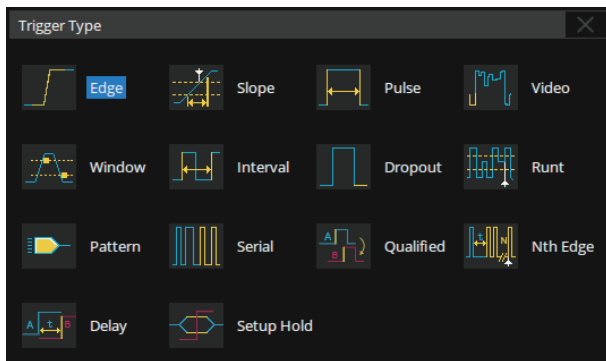 Trigger Type
Edge Slope Pulse Video
Window Interval Dropout Runt
Pattern Serial A B Qualified N Nth Edge
A t B Delay Setup Hold